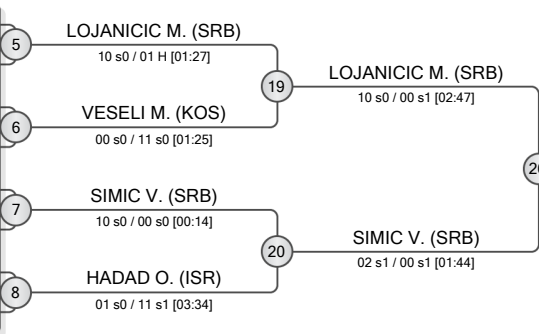 5
LOJANICIC M. (SRB)
10 s0 / 01 H [01:27]
19
LOJANICIC M. (SRB)
10 s0 / 00 s1 [02:47]
6
VESELI M. (KOS)
00 s0 / 11 s0 [01:25]
7
SIMIC V. (SRB)
10 s0 / 00 s0 [00:14]
20
SIMIC V. (SRB)
02 s1 / 00 s1 [01:44]
8
HADAD O. (ISR)
01 s0 / 11 s1 [03:34]